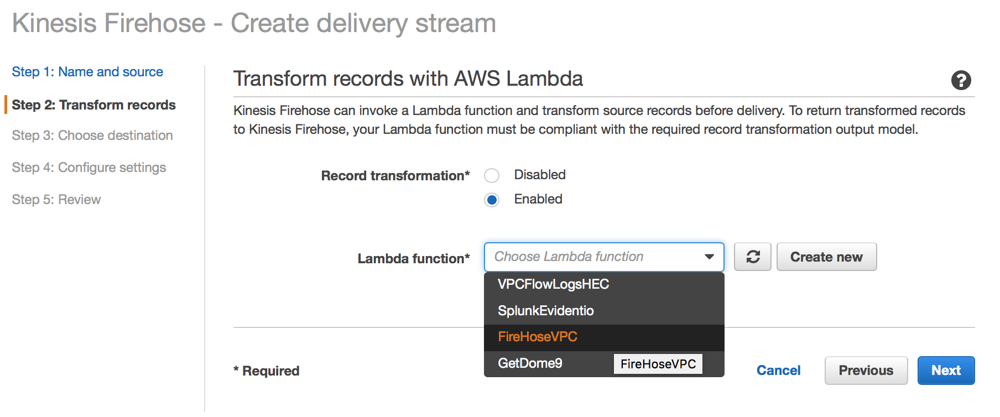 Kinesis Firehose - Create delivery stream
Step 1: Name and source
Step 2: Transform records
Step 3: Choose destination
Step 4: Configure settings
Step 5: Review
Transform records with AWS Lambda
?
Kinesis Firehose can invoke a Lambda function and transform source records before delivery. To return transformed records
to Kinesis Firehose, your Lambda function must be compliant with the required record transformation output model.
Record transformation*
Disabled
Enabled
Lambda function*
Choose Lambda function
Create new
VPCFlowLogsHEC
SplunkEvidentio
FireHoseVPC
GetDome9
FireHoseVPC
* Required
Cancel
Previous
Next